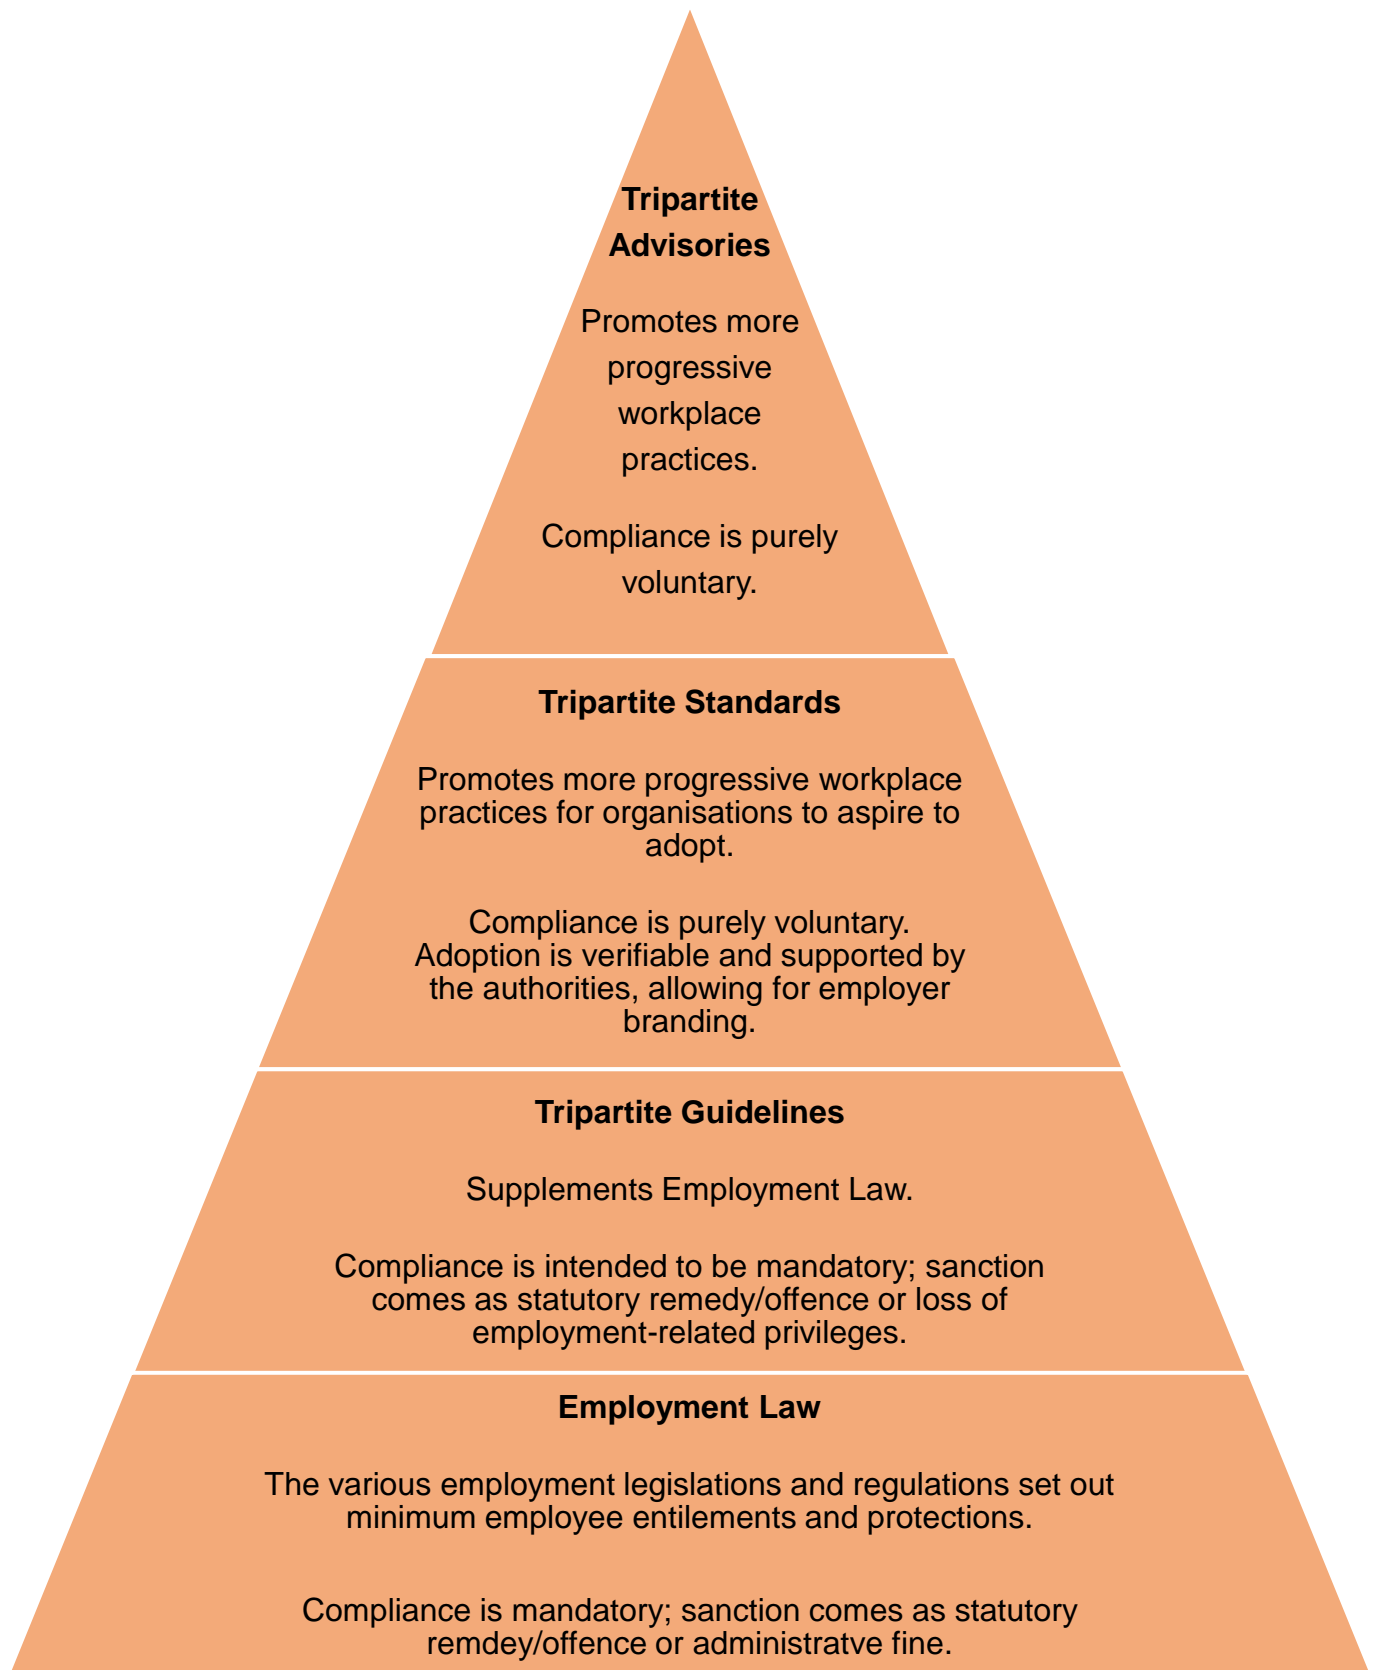 Tripartite
Advisories
Promotes more
progressive
workplace
practices.
Compliance is purely
voluntary.
Tripartite Standards
Promotes more progressive workplace
practices for organisations to aspire to
adopt.
Compliance is purely voluntary.
Adoption is verifiable and supported by
the authorities, allowing for employer
branding.
Tripartite Guidelines
Supplements Employment Law.
Compliance is intended to be mandatory; sanction
comes as statutory remedy/offence or loss of
employment-related privileges.
Employment Law
The various employment legislations and regulations set out
minimum employee entilements and protections.
Compliance is mandatory; sanction comes as statutory
remdey/offence or administratve fine.